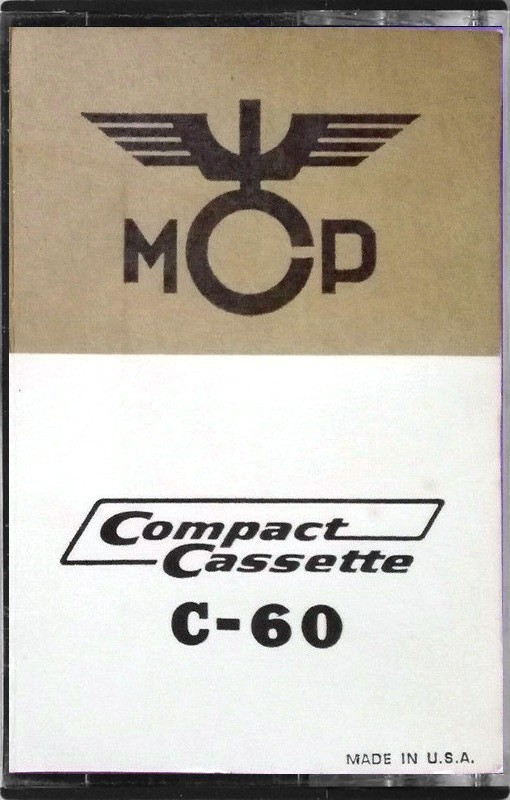 MCP
Compact
Cassette
C-60
MADE IN U.S.A.